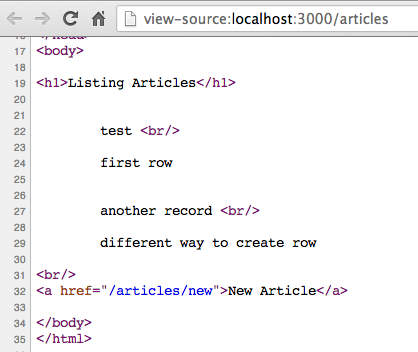 view-source:localhost:3000/articles
16 </head>
17 <body>
18
19 <h1>Listing Articles</h1>
20
21
22 test <br/>
23
24 first row
25
26
27 another record <br/>
28
29 different way to create row
30
31 <br/>
32 <a href="/articles/new">New Article</a>
33
34 </body>
35 </html>